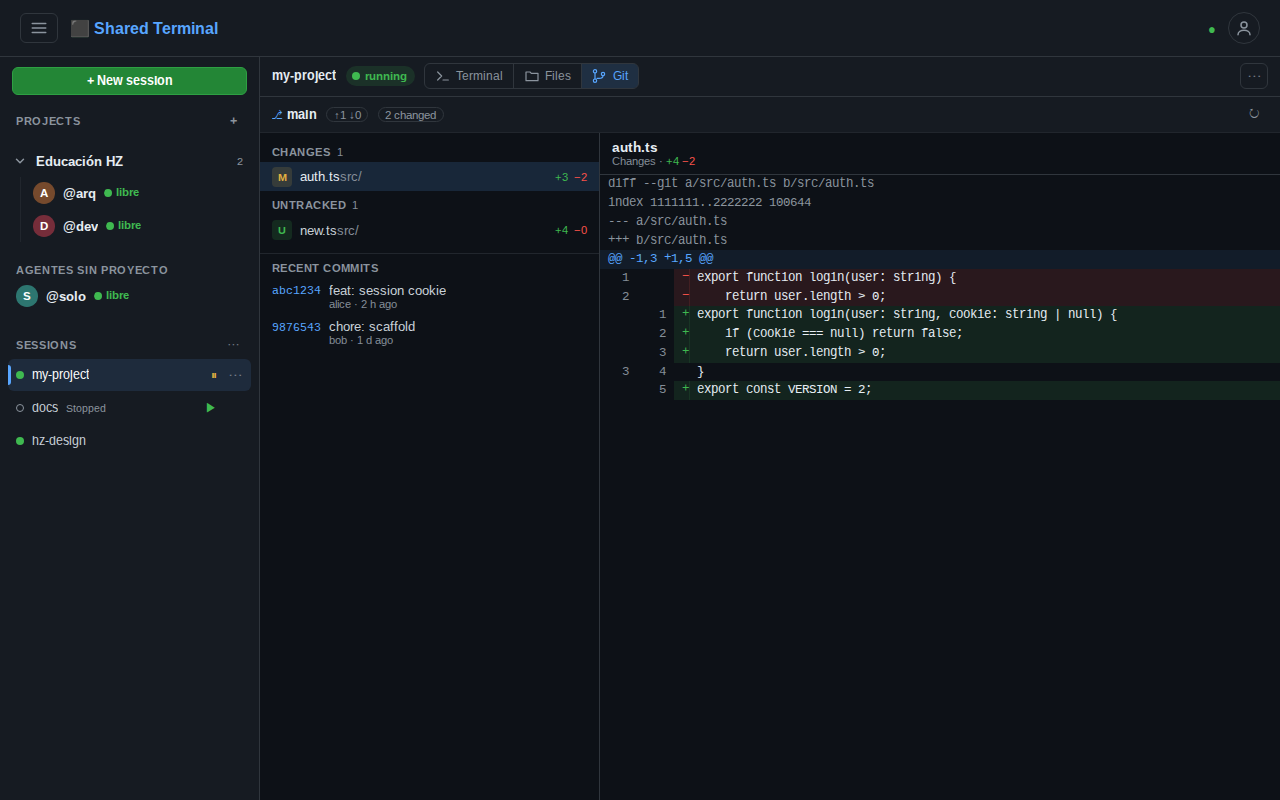 Shared Terminal
+ New session
PROJECTS +
Educación HZ 2
A @arq libre
D @dev libre
AGENTES SIN PROYECTO
S @solo libre
SESSIONS ...
my-project ...
docs Stopped
hz-design
my-project running Terminal Files Git ...
main ↑1 ↓0 2 changed
CHANGES 1
M auth.ts src/ +3 −2
UNTRACKED 1
U new.ts src/ +4 −0
RECENT COMMITS
abc1234 feat: session cookie
alice · 2 h ago
9876543 chore: scaffold
bob · 1 d ago
auth.ts
Changes · +4 −2
diff --git a/src/auth.ts b/src/auth.ts
index 1111111..2222222 100644
--- a/src/auth.ts
+++ b/src/auth.ts
@@ -1,3 +1,5 @@
1 − export function login(user: string) {
2 − return user.length > 0;
1 + export function login(user: string, cookie: string | null) {
2 + if (cookie === null) return false;
3 + return user.length > 0;
3 4 }
5 + export const VERSION = 2;